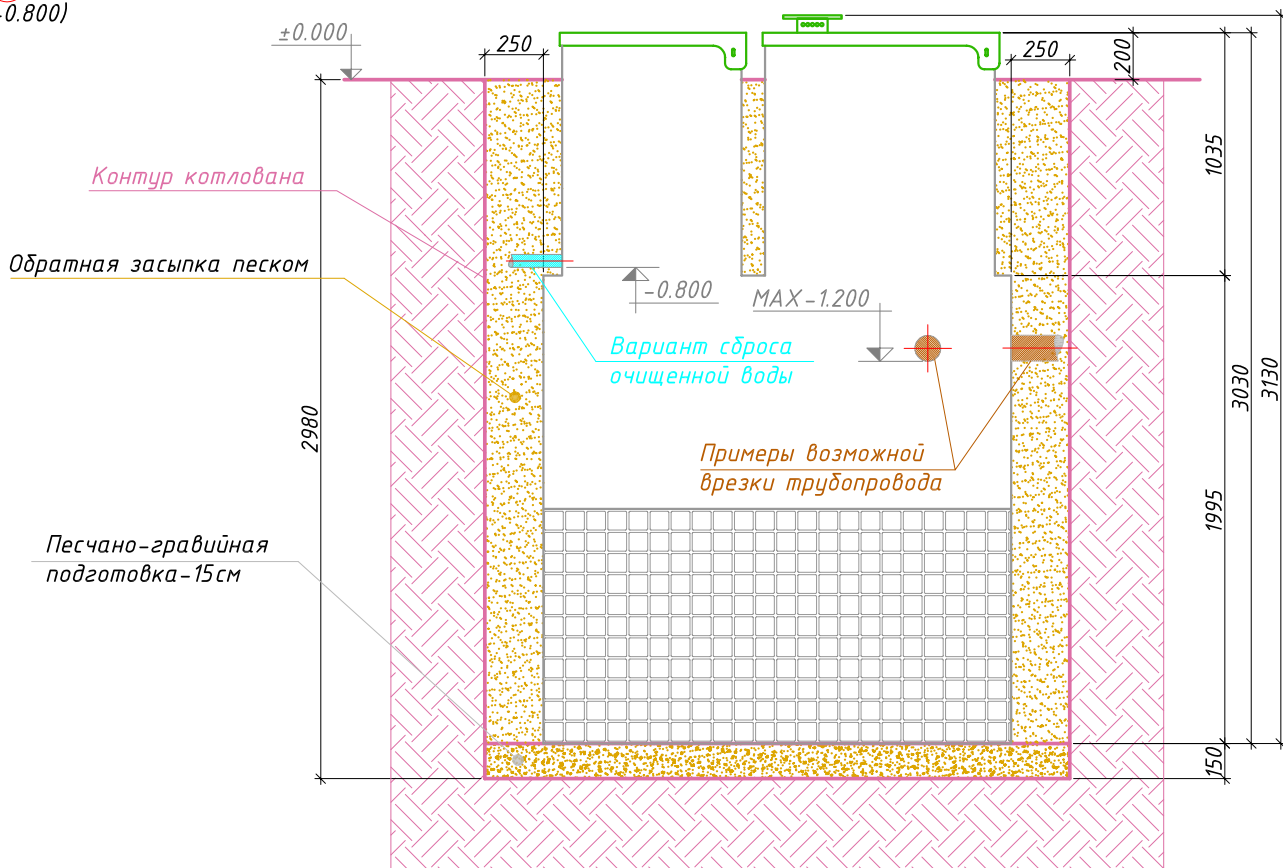 -0.800)
±0.000
250
250
200
Контур котлована
1035
Обратная засыпка песком
-0.800
MAX-1.200
Вариант сброса
очищенной воды
2980
3030
3130
Примеры возможной
врезки трубопровода
1995
Песчано-гравийная
подготовка-15см
150